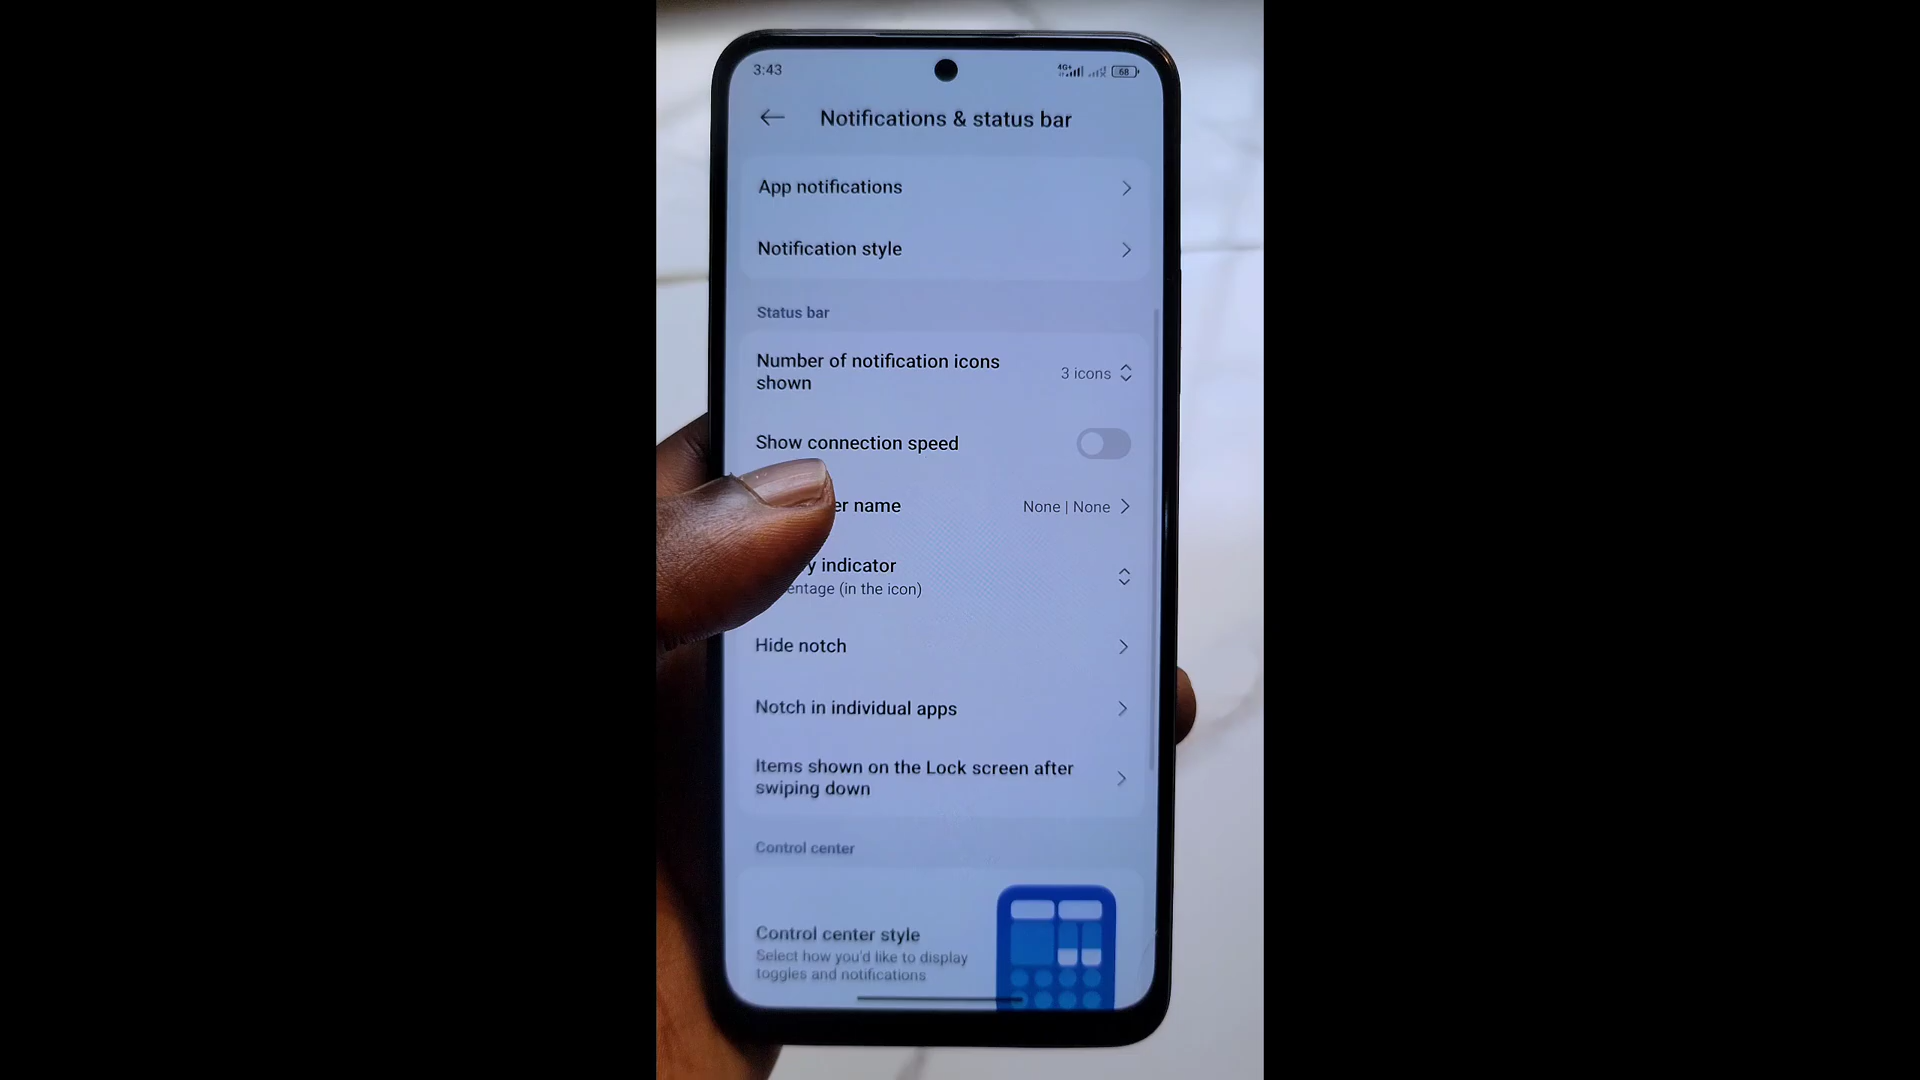 3:43
4G+
68
Notifications & status bar
App notifications
Notification style
Status bar
Number of notification icons
shown
3 icons
Show connection speed
er name
None | None
y indicator
entage (in the icon)
Hide notch
Notch in individual apps
Items shown on the Lock screen after
swiping down
Control center
Control center style
Select how you'd like to display
toggles and notifications